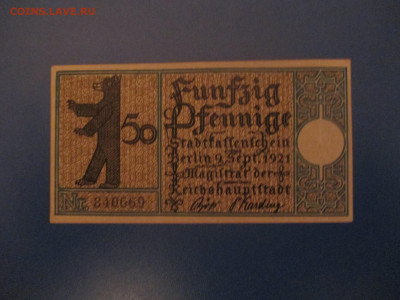 COINS.LAVE.RU
50
Funfzig
Pfennige
Stadtkassenschein
Berlin 9. Sept. 1921
Magistrat der
Reichshauptstadt
Nr. 840669